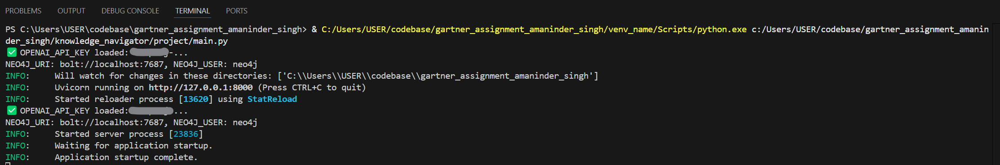 PROBLEMS OUTPUT DEBUG CONSOLE TERMINAL PORTS
PS C:\Users\USER\codebase\gartner_assignment_amaninder_singh> & C:/Users/USER/codebase/gartner_assignment_amaninder_singh/venv_name/Scripts/python.exe c:/Users/USER/codebase/gartner_assignment_amanin
der_singh/knowledge_navigator/project/main.py
✅ OPENAI_API_KEY loaded: -...
NEO4J_URI: bolt://localhost:7687, NEO4J_USER: neo4j
INFO: Will watch for changes in these directories: ['C:\\Users\\USER\\codebase\\gartner_assignment_amaninder_singh']
INFO: Uvicorn running on http://127.0.0.1:8000 (Press CTRL+C to quit)
INFO: Started reloader process [13620] using StatReload
✅ OPENAI_API_KEY loaded: ...
NEO4J_URI: bolt://localhost:7687, NEO4J_USER: neo4j
INFO: Started server process [23836]
INFO: Waiting for application startup.
INFO: Application startup complete.